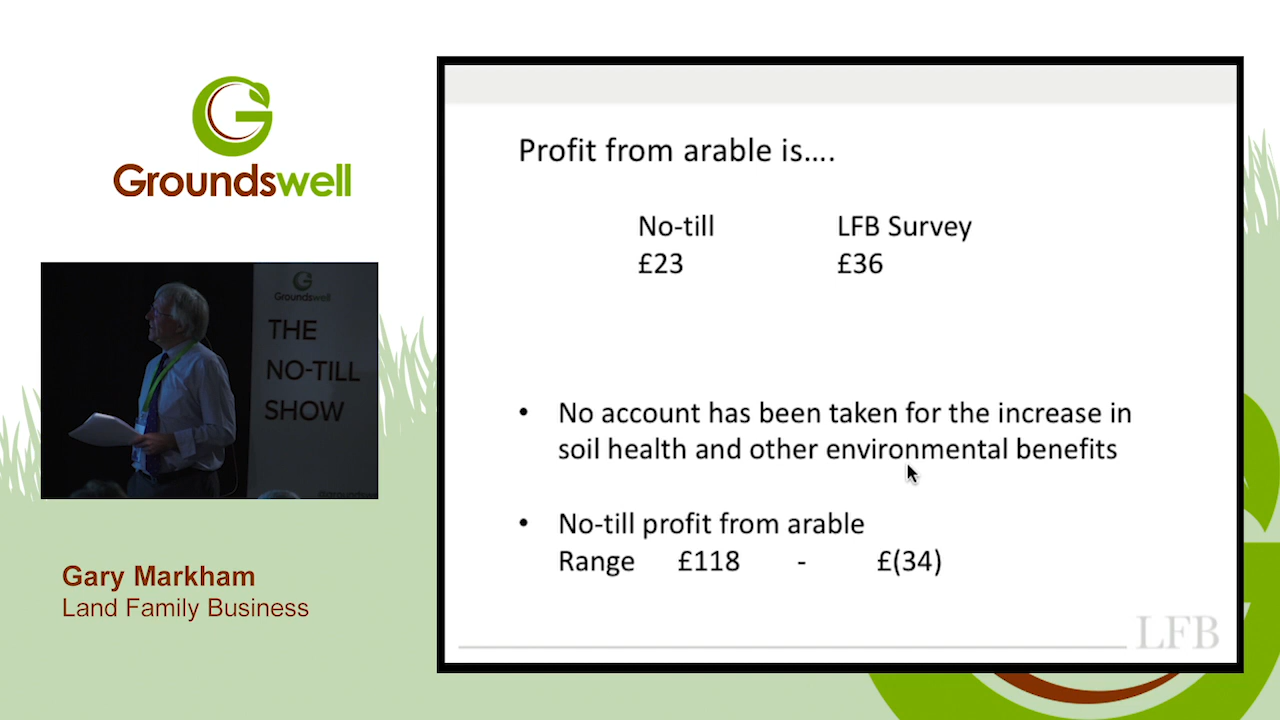 Groundswell
Groundswell
THE
NO-TILL
SHOW
Gary Markham
Land Family Business
Profit from arable is....
No-till LFB Survey
£23 £36
• No account has been taken for the increase in
soil health and other environmental benefits
• No-till profit from arable
Range £118 - £(34)
LFB